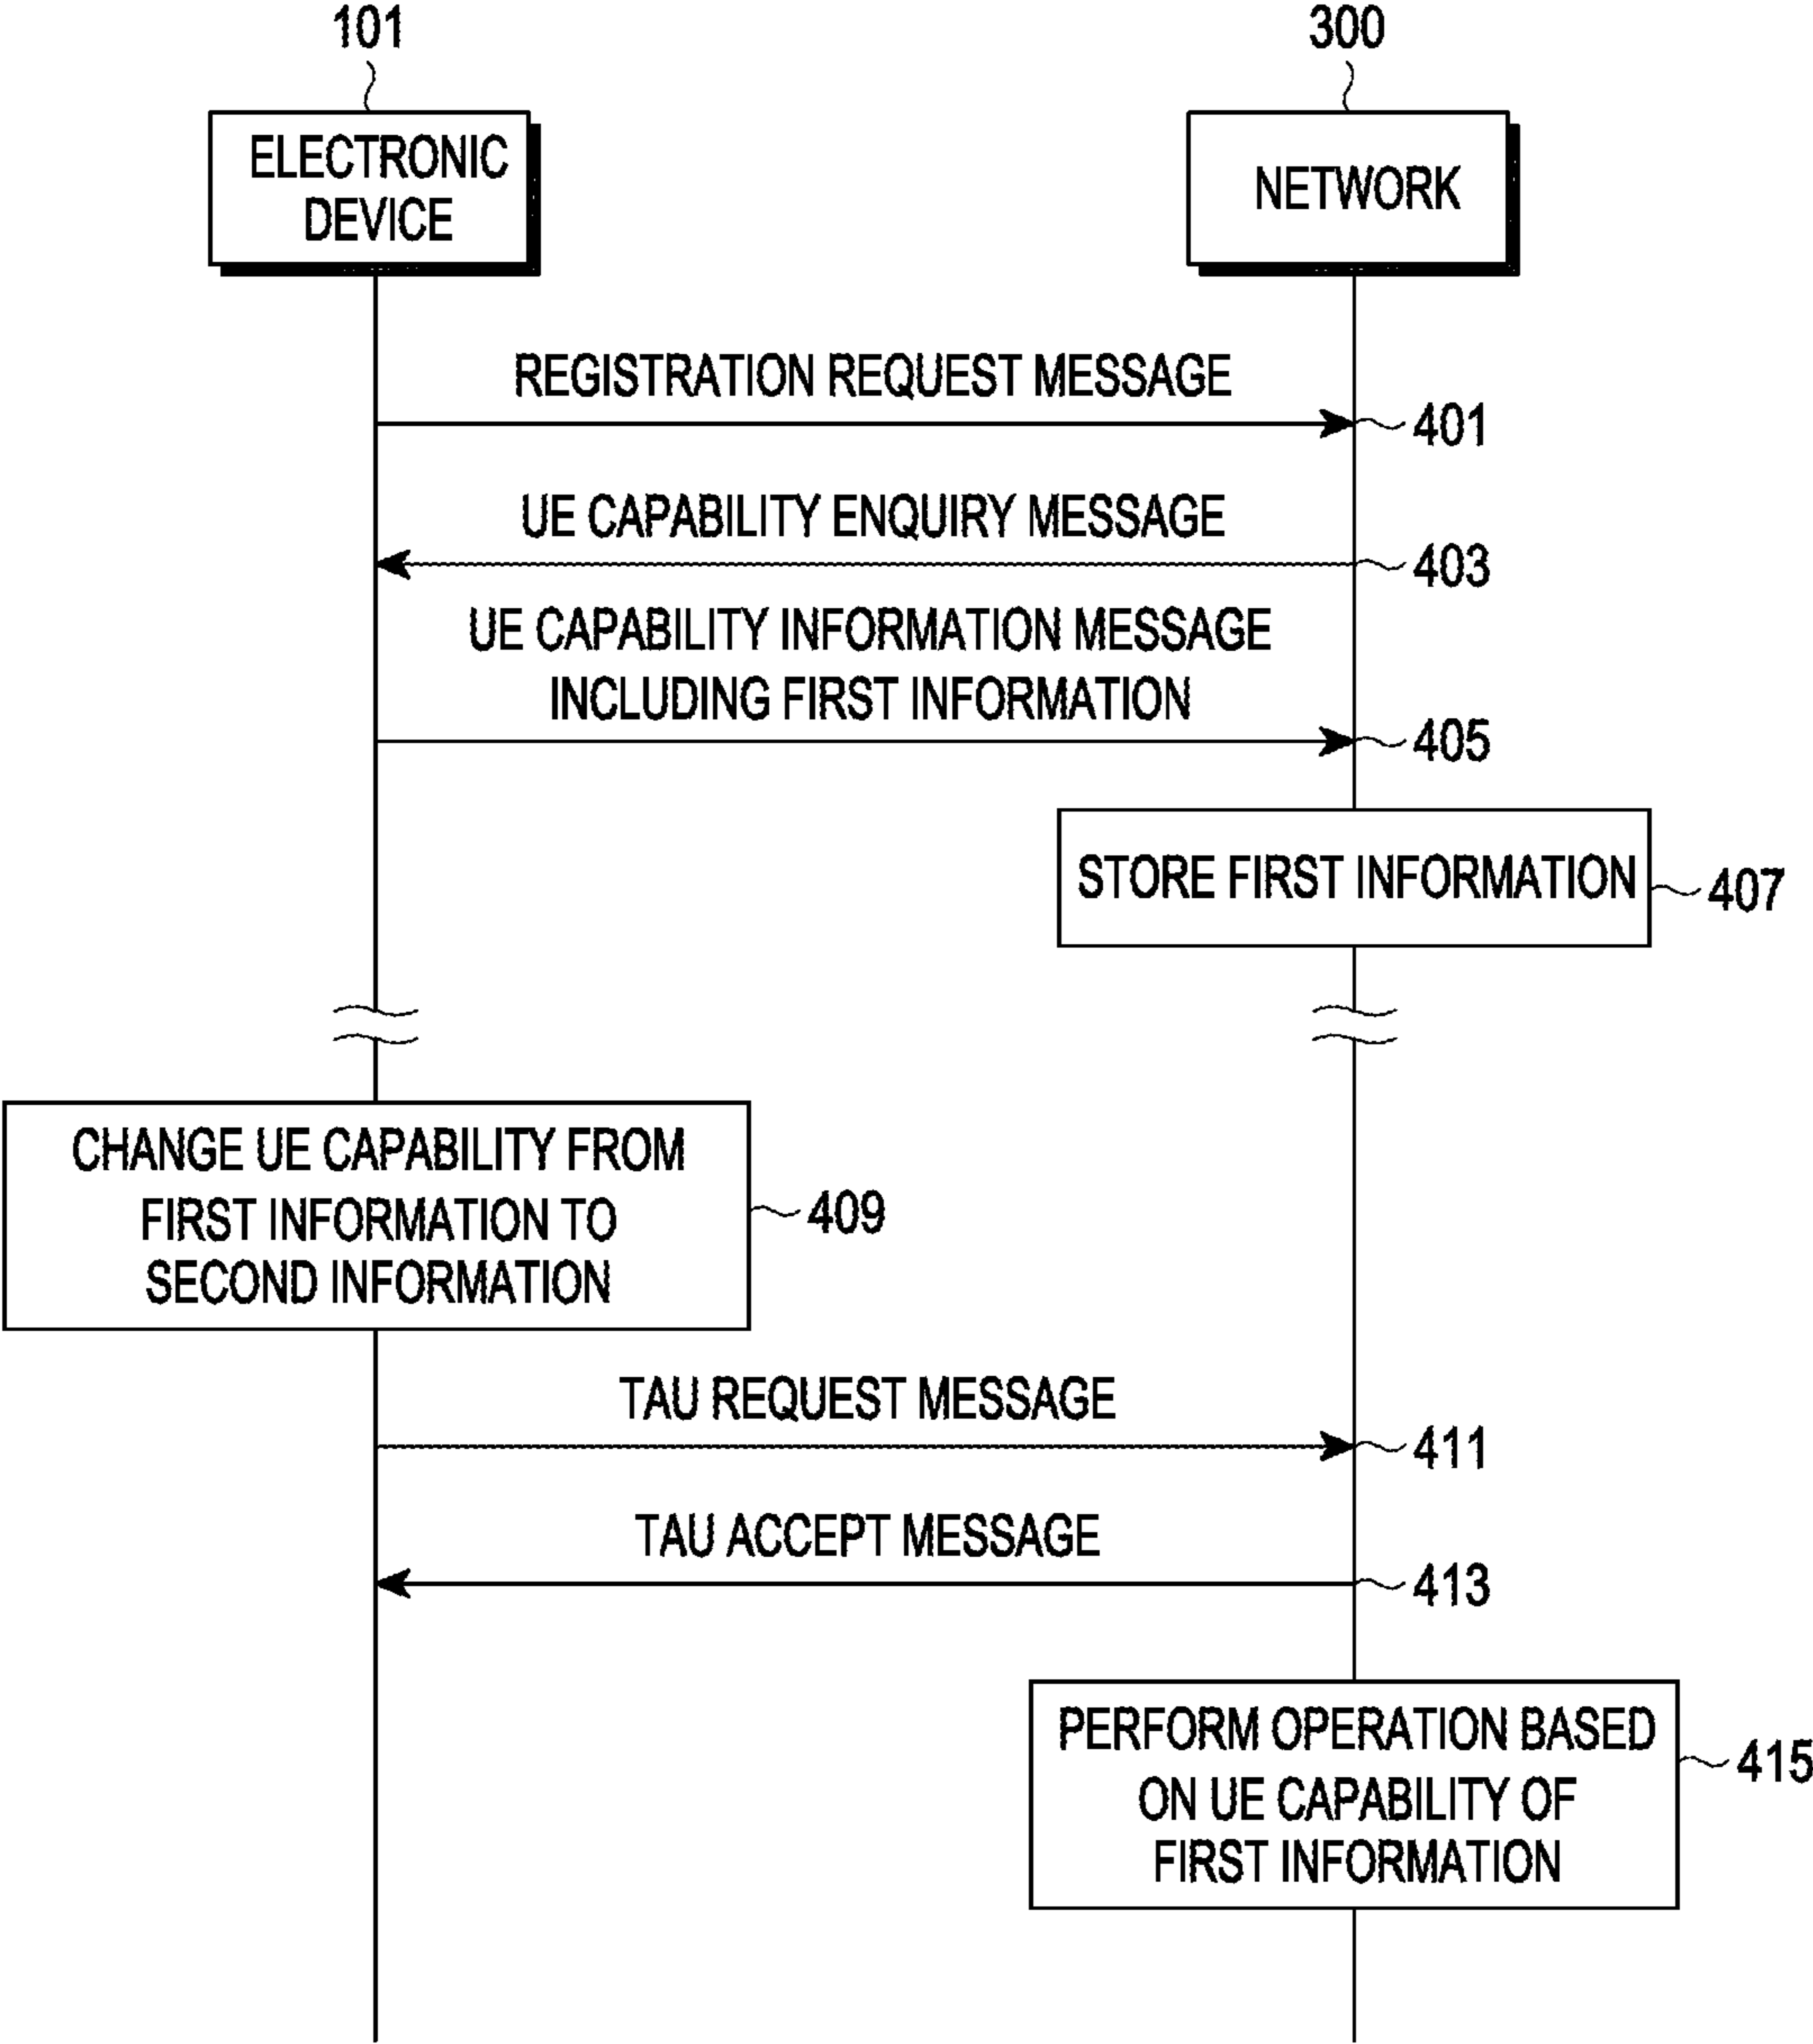 101
300
ELECTRONIC
DEVICE
NETWORK
REGISTRATION REQUEST MESSAGE
401
UE CAPABILITY ENQUIRY MESSAGE
403
UE CAPABILITY INFORMATION MESSAGE
INCLUDING FIRST INFORMATION
405
STORE FIRST INFORMATION
407
CHANGE UE CAPABILITY FROM
FIRST INFORMATION TO
SECOND INFORMATION
409
TAU REQUEST MESSAGE
411
TAU ACCEPT MESSAGE
413
PERFORM OPERATION BASED
ON UE CAPABILITY OF
FIRST INFORMATION
415